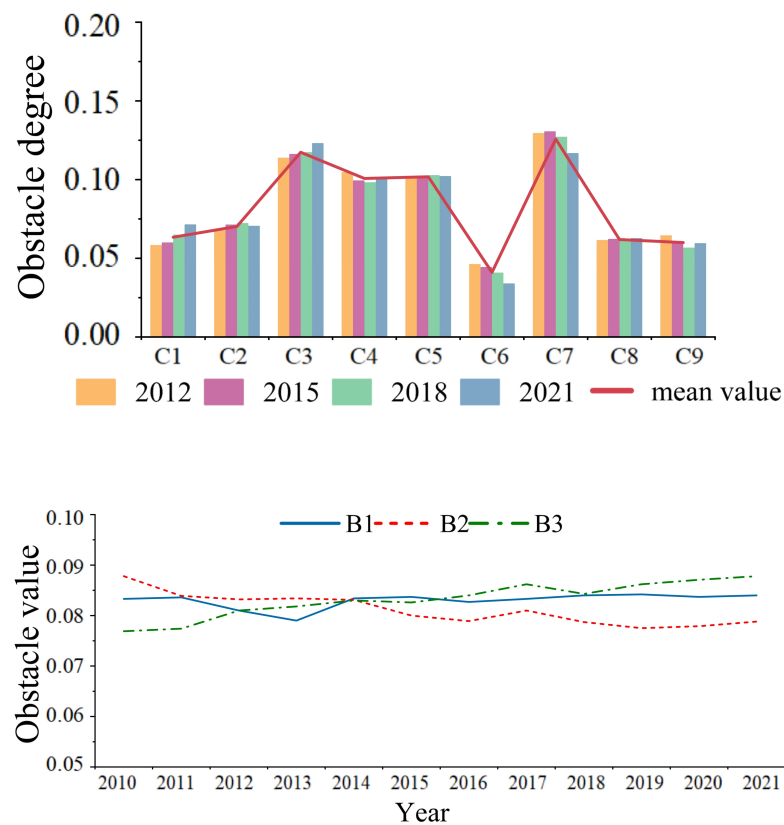 Obstacle degree
0.20
0.15
0.10
0.05
0.00
C1 C2 C3 C4 C5 C6 C7 C8 C9
2012 2015 2018 2021 mean value
Obstacle value
0.10
0.09
0.08
0.07
0.06
0.05
B1 B2 B3
2010 2011 2012 2013 2014 2015 2016 2017 2018 2019 2020 2021
Year